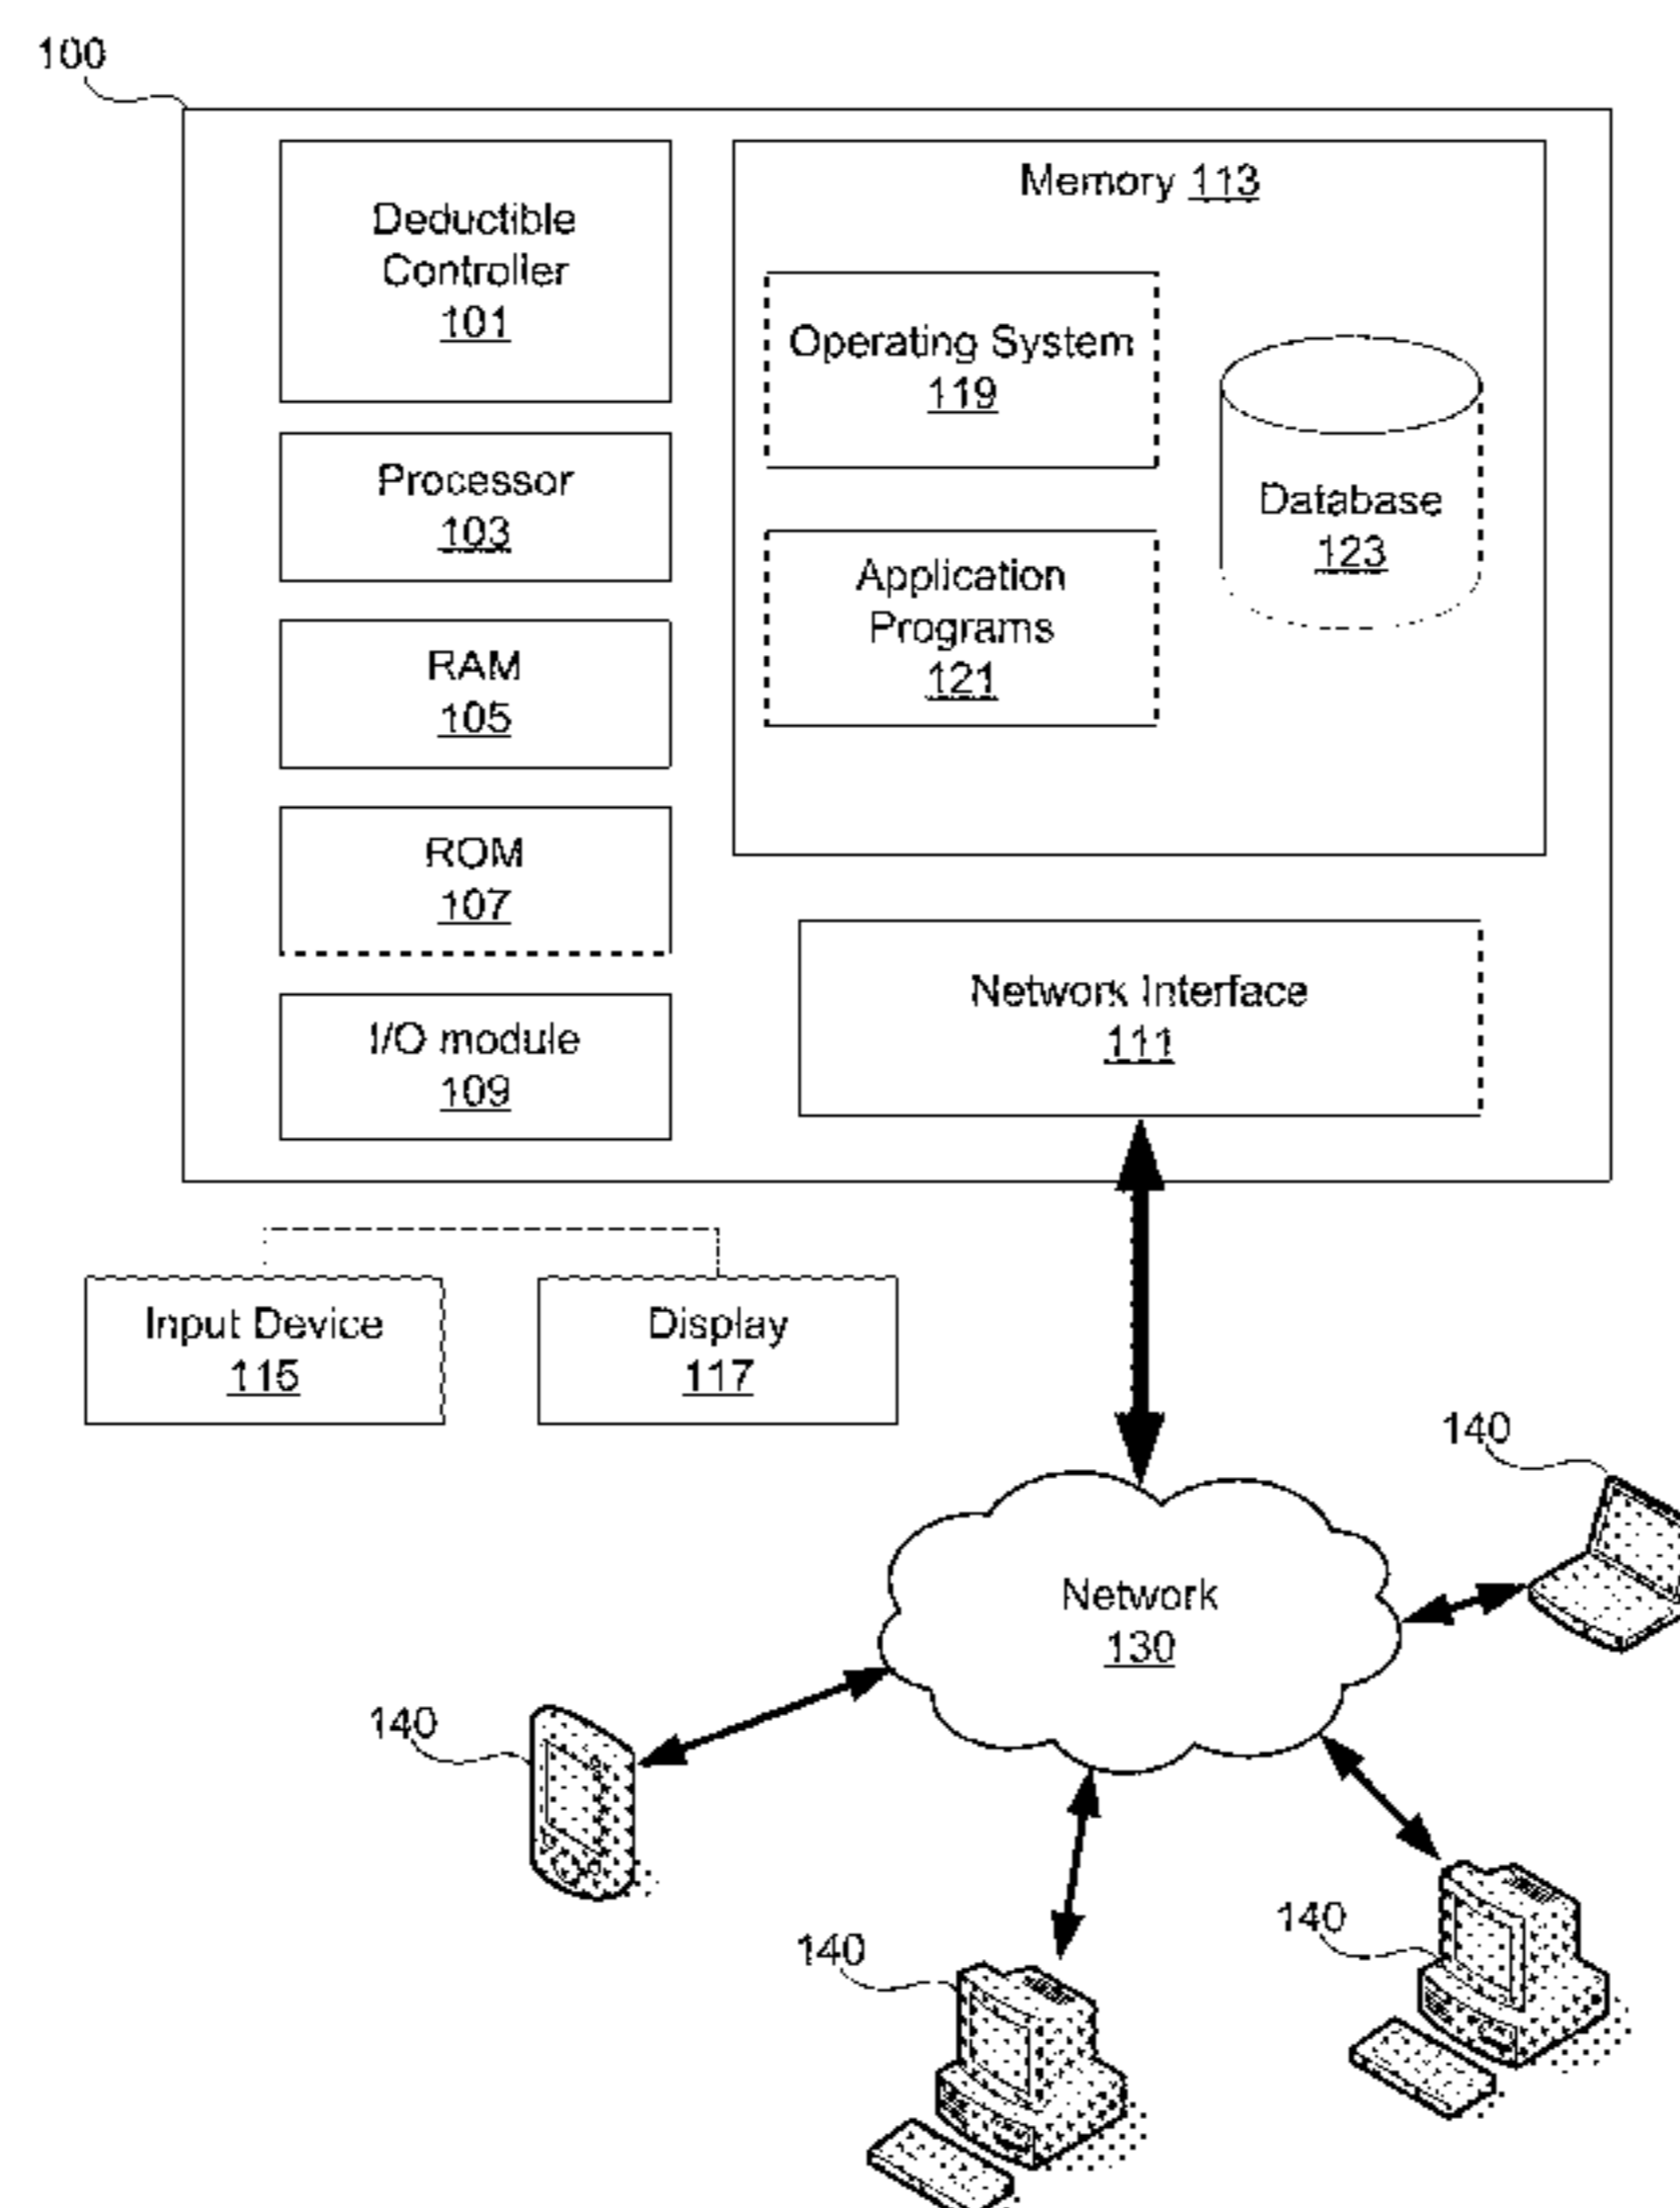 100
Deductible
Controller
101
Processor
103
RAM
105
ROM
107
I/O module
109
Memory 113
Operating System
119
Application
Programs
121
Database
123
Network Interface
111
Input Device
115
Display
117
Network
130
140
140
140
140